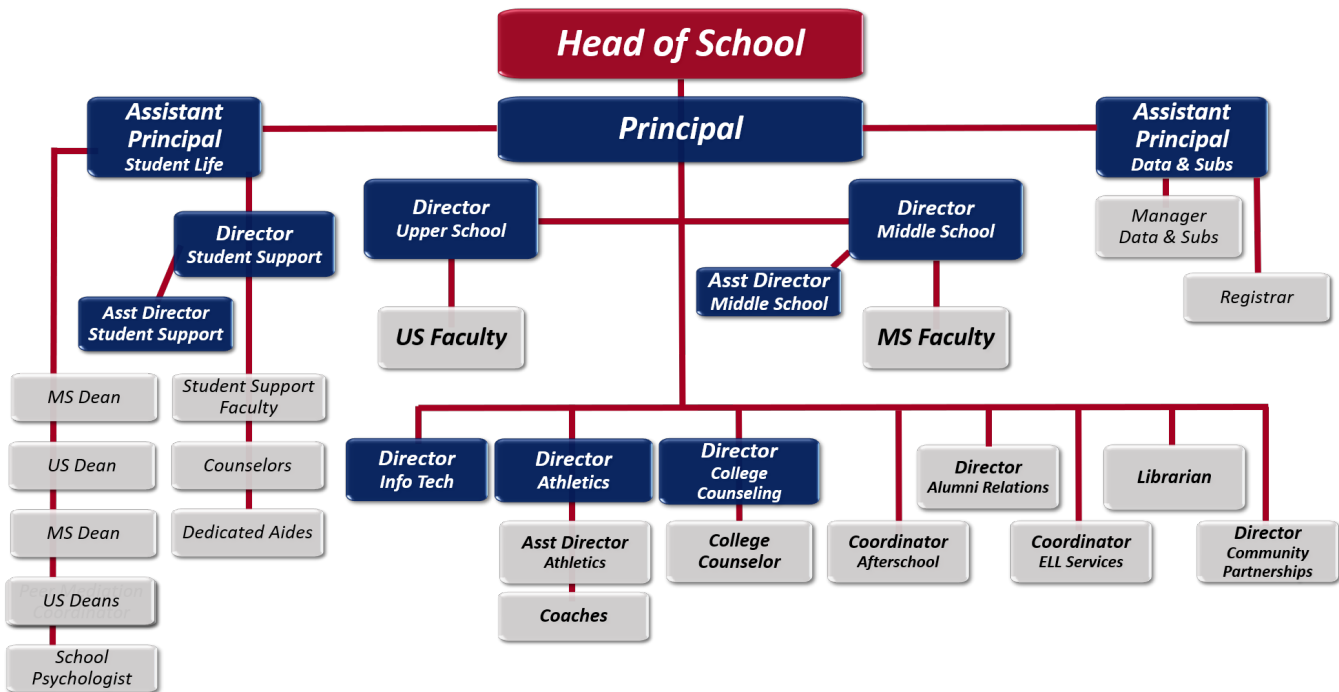 Head of School
Assistant
Principal
Student Life
Principal
Assistant
Principal
Data & Subs
Director
Upper School
Director
Middle School
Manager
Data & Subs
Director
Student Support
Asst Director
Middle School
Registrar
Asst Director
Student Support
US Faculty
MS Faculty
MS Dean
Student Support
Faculty
US Dean
Counselors
Director
Info Tech
Director
Athletics
Director
College
Counseling
Director
Alumni Relations
Librarian
MS Dean
Dedicated Aides
Asst Director
Athletics
College
Counselor
Coordinator
Afterschool
Coordinator
ELL Services
Director
Community
Partnerships
Peer Mediation
Coordinator
US Deans
Coaches
School
Psychologist